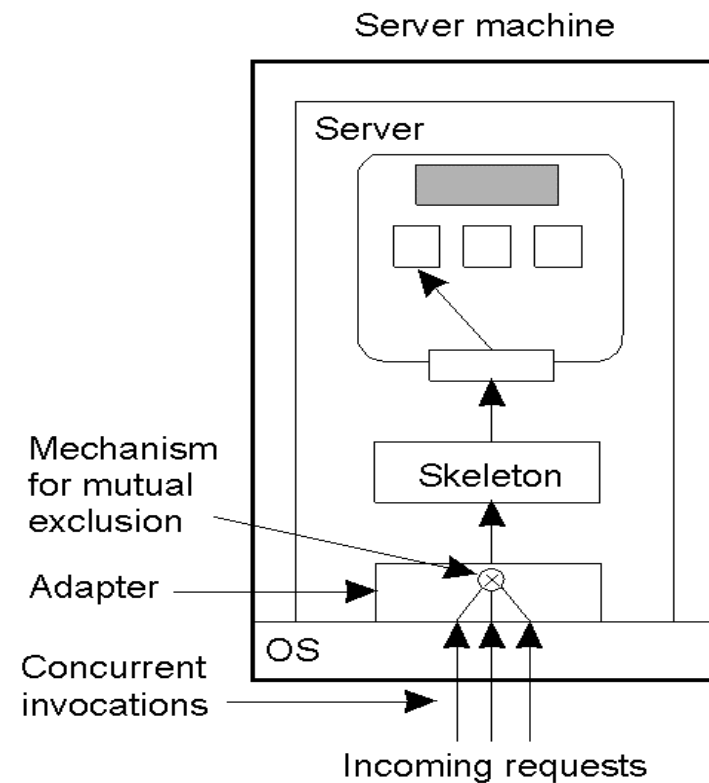 Server machine
Server
Mechanism
for mutual
exclusion
Skeleton
Adapter
OS
Concurrent
invocations
Incoming requests